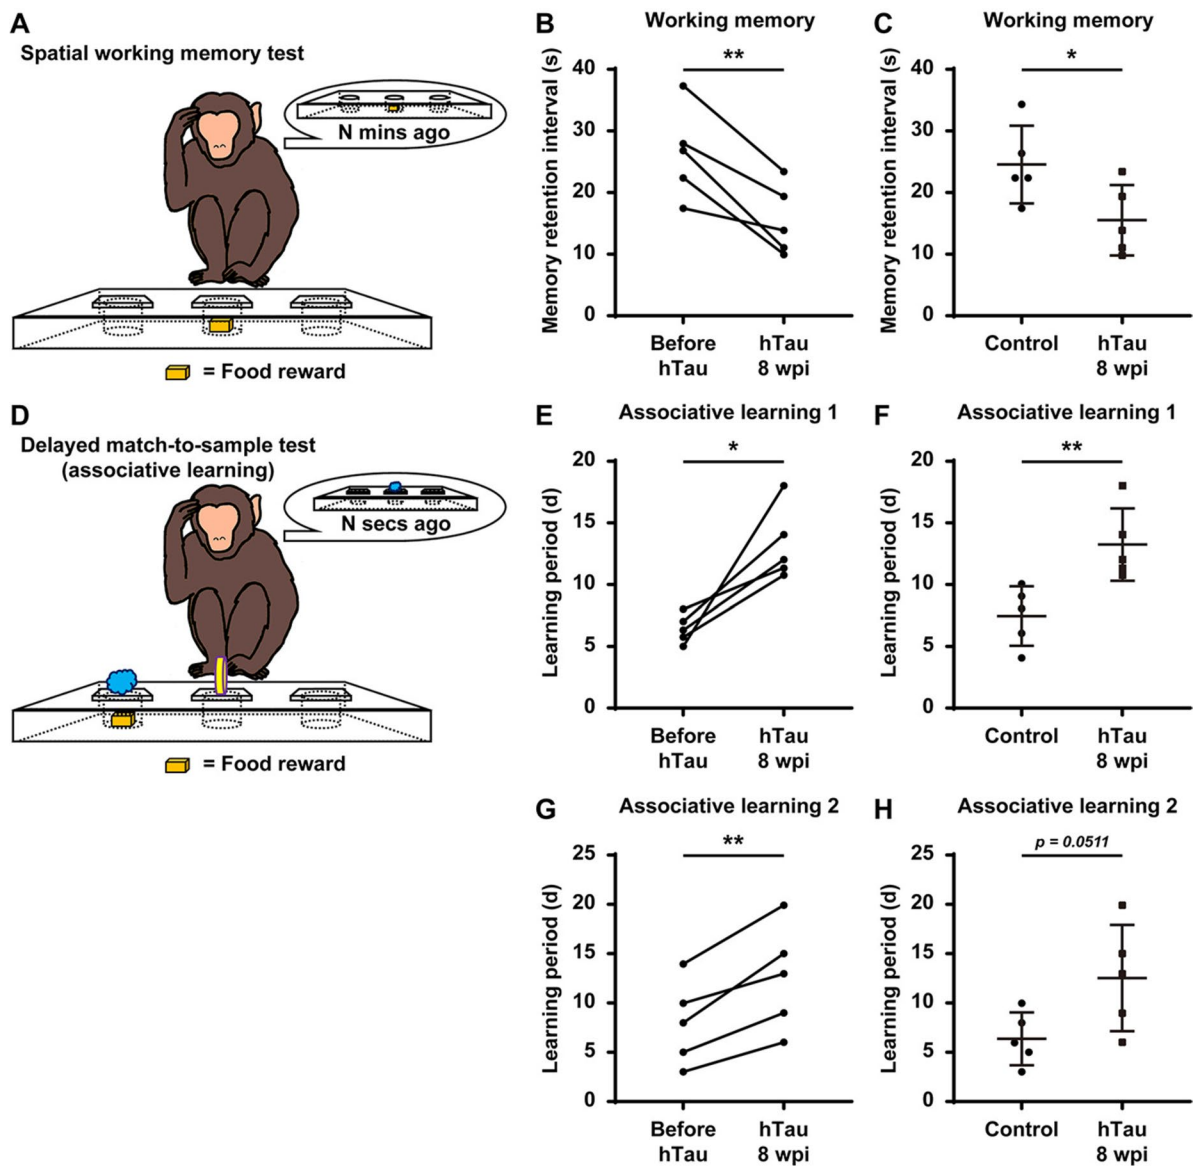 A
Spatial working memory test
N mins ago
= Food reward
B
Working memory
**
Memory retention interval (s)
40
30
20
10
0
Before
hTau
hTau
8 wpi
C
Working memory
*
Memory retention interval (s)
40
30
20
10
0
Control
hTau
8 wpi
D
Delayed match-to-sample test
(associative learning)
N secs ago
= Food reward
E
Associative learning 1
*
Learning period (d)
20
15
10
5
0
Before
hTau
hTau
8 wpi
F
Associative learning 1
**
Learning period (d)
20
15
10
5
0
Control
hTau
8 wpi
G
Associative learning 2
**
Learning period (d)
25
20
15
10
5
0
Before
hTau
hTau
8 wpi
H
Associative learning 2
p = 0.0511
Learning period (d)
25
20
15
10
5
0
Control
hTau
8 wpi